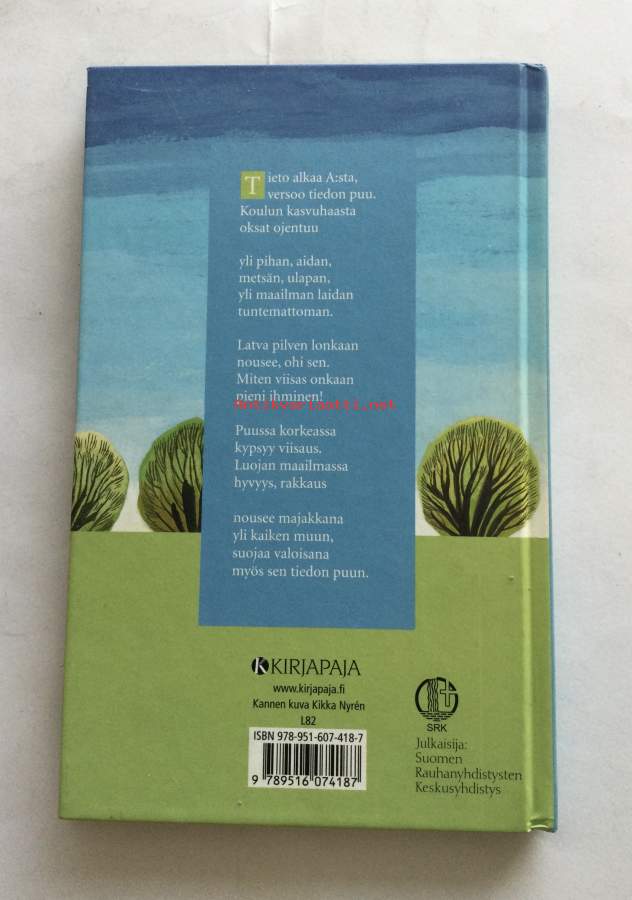 Tieto alkaa A:sta,
versoo tiedon puu.
Koulun kasvuhaasta
oksat ojentuu
yli pihan, aidan,
metsän, ulapan,
yli maailman laidan
tuntemattoman.
Latva pilven lonkaan
nousee, ohi sen.
Miten viisas onkaan
pieni ihminen!
Antikvariaatti.net
Puussa korkeassa
kypsyy viisaus.
Luojan maailmassa
hyvyys, rakkaus
nousee majakkana
yli kaiken muun,
suojaa valoisana
myös sen tiedon puun.
KIRJAPAJA
www.kirjapaja.fi
Kannen kuva Kikka Nyrén
L82
ISBN 978-951-607-418-7
9 789516 074187
SRK
Julkaisija:
Suomen
Rauhanyhdistysten
Keskusyhdistys